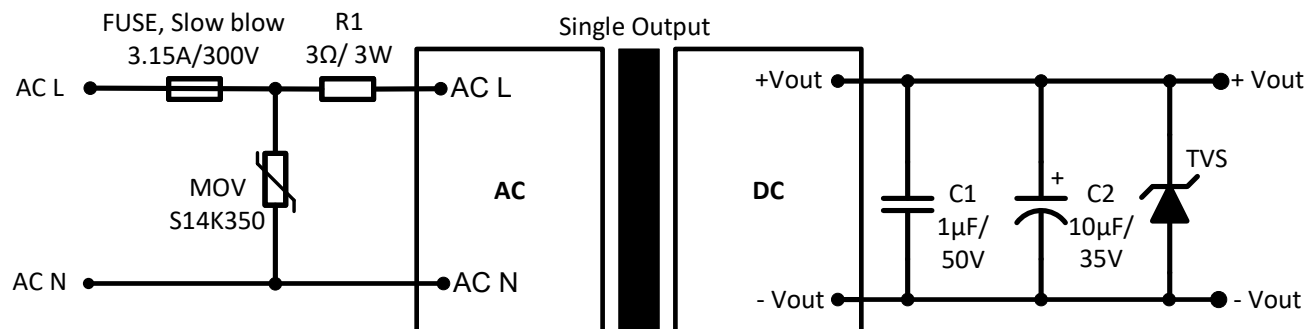 FUSE, Slow blow
3.15A/300V
R1
3Ω/ 3W
Single Output
AC L
AC L
+Vout
+ Vout
MOV
S14K350
AC
DC
C1
1µF/
50V
+
C2
10µF/
35V
TVS
AC N
AC N
- Vout
- Vout